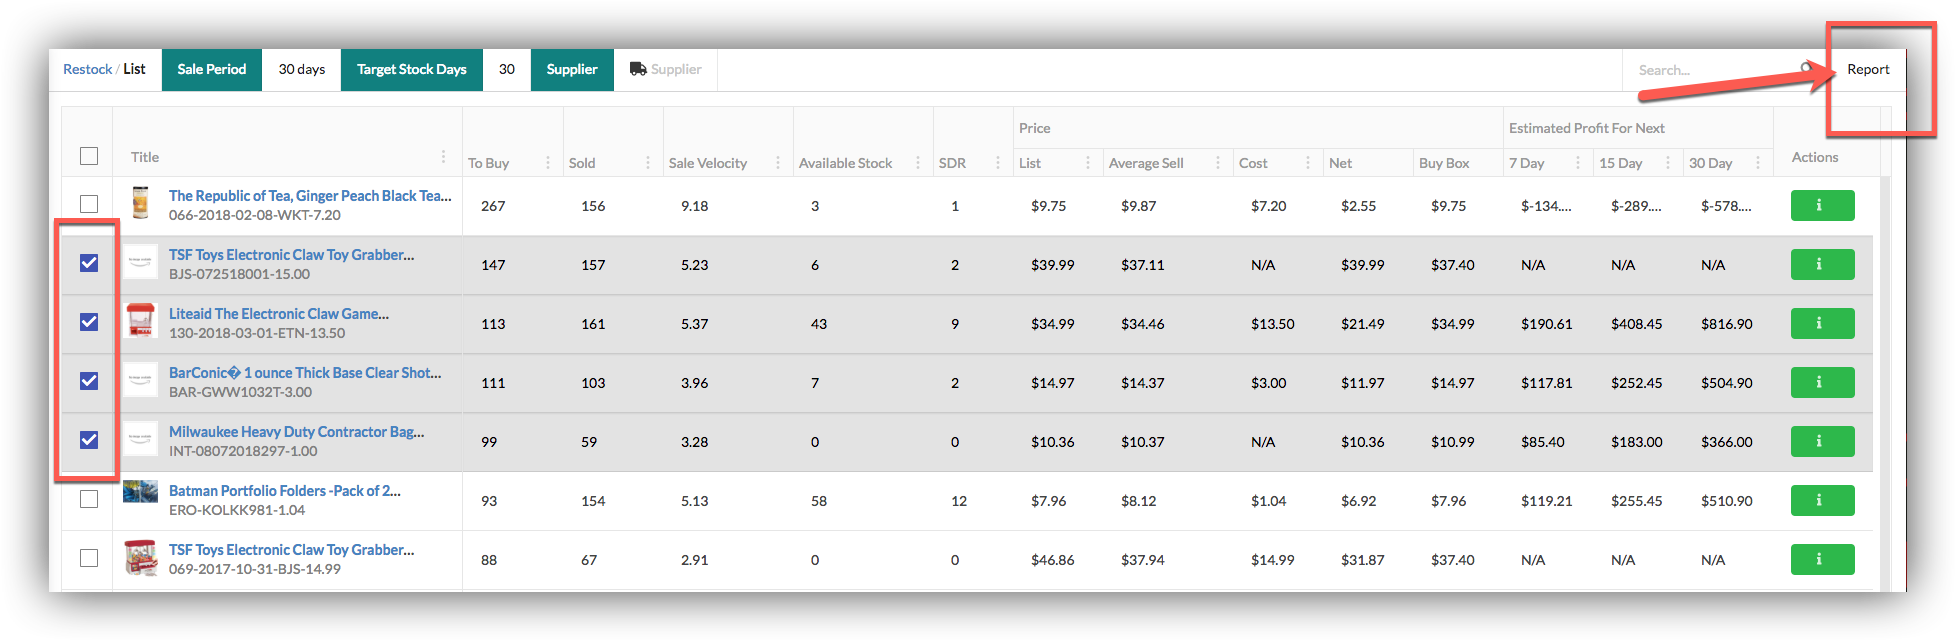 Restock / List Sale Period 30 days Target Stock Days 30 Supplier Supplier Search... Report
Price Estimated Profit For Next
Title To Buy Sold Sale Velocity Available Stock SDR List Average Sell Cost Net Buy Box 7 Day 15 Day 30 Day Actions
The Republic of Tea, Ginger Peach Black Tea...
066-2018-02-08-WKT-7.20
267 156 9.18 3 1 $9.75 $9.87 $7.20 $2.55 $9.75 $-134.... $-289.... $-578....
TSF Toys Electronic Claw Toy Grabber...
BJS-072518001-15.00
147 157 5.23 6 2 $39.99 $37.11 N/A $39.99 $37.40 N/A N/A N/A
Liteaid The Electronic Claw Game...
130-2018-03-01-ETN-13.50
113 161 5.37 43 9 $34.99 $34.46 $13.50 $21.49 $34.99 $190.61 $408.45 $816.90
BarConic� 1 ounce Thick Base Clear Shot...
BAR-GWW1032T-3.00
111 103 3.96 7 2 $14.97 $14.37 $3.00 $11.97 $14.97 $117.81 $252.45 $504.90
Milwaukee Heavy Duty Contractor Bag...
INT-08072018297-1.00
99 59 3.28 0 0 $10.36 $10.37 N/A $10.36 $10.99 $85.40 $183.00 $366.00
Batman Portfolio Folders -Pack of 2...
ERO-KOLKK981-1.04
93 154 5.13 58 12 $7.96 $8.12 $1.04 $6.92 $7.96 $119.21 $255.45 $510.90
TSF Toys Electronic Claw Toy Grabber...
069-2017-10-31-BJS-14.99
88 67 2.91 0 0 $46.86 $37.94 $14.99 $31.87 $37.40 N/A N/A N/A